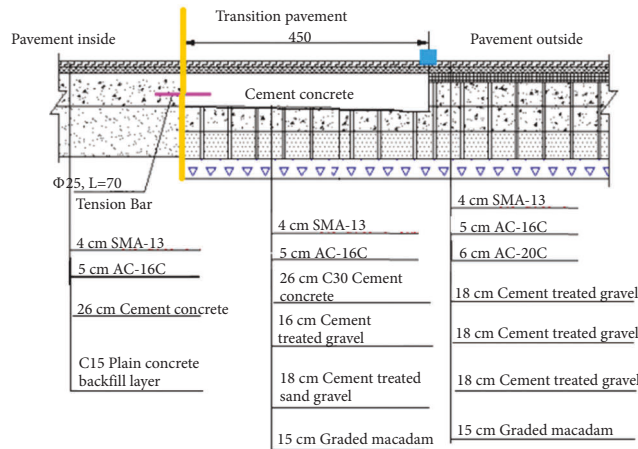 Transition pavement
Pavement inside
450
Pavement outside
Cement concrete
Φ25, L=70
Tension Bar
4 cm SMA-13
5 cm AC-16C
26 cm Cement concrete
C15 Plain concrete
backfill layer
4 cm SMA-13
5 cm AC-16C
26 cm C30 Cement
concrete
16 cm Cement
treated gravel
18 cm Cement treated
sand gravel
15 cm Graded macadam
4 cm SMA-13
5 cm AC-16C
6 cm AC-20C
18 cm Cement treated gravel
18 cm Cement treated gravel
18 cm Cement treated gravel
15 cm Graded macadam